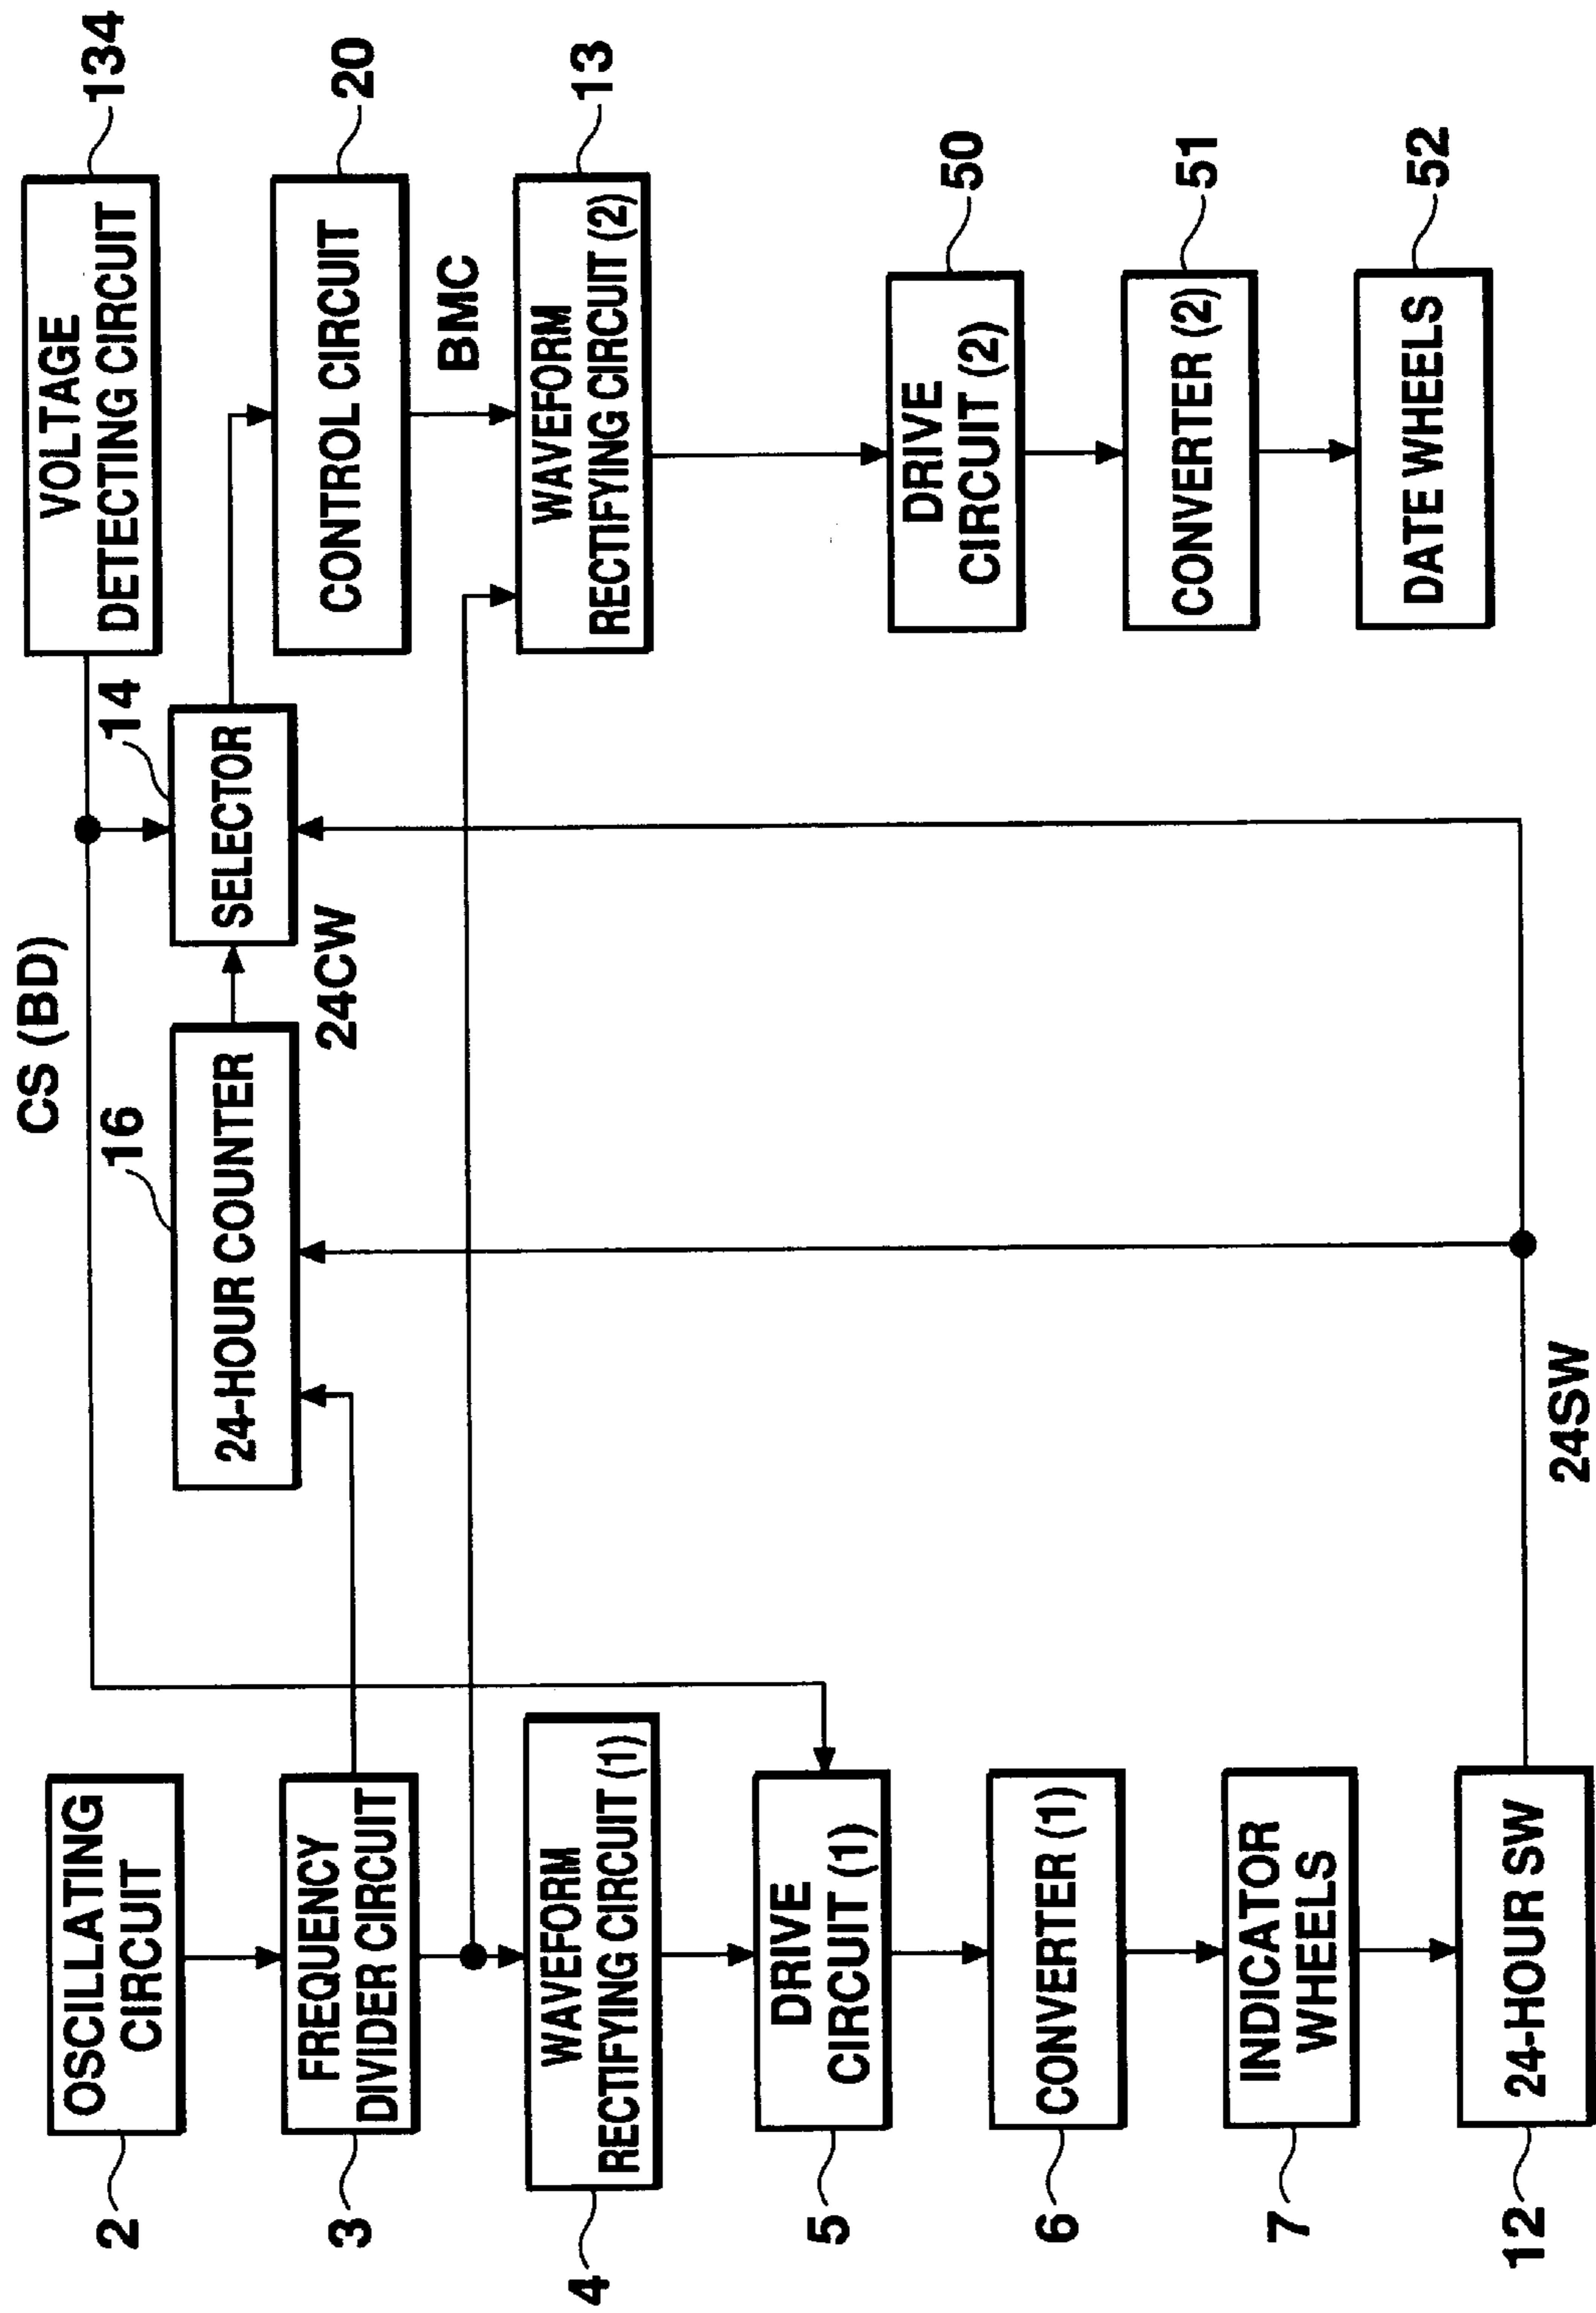 2
OSCILLATING
CIRCUIT
3
FREQUENCY
DIVIDER CIRCUIT
4
WAVEFORM
RECTIFYING CIRCUIT (1)
5
DRIVE
CIRCUIT (1)
6
CONVERTER (1)
7
INDICATOR
WHEELS
12
24-HOUR SW
24SW
CS (BD)
16
24-HOUR COUNTER
24CW
14
SELECTOR
VOLTAGE
DETECTING CIRCUIT
134
CONTROL CIRCUIT
20
BMC
WAVEFORM
RECTIFYING CIRCUIT (2)
13
DRIVE
CIRCUIT (2)
50
CONVERTER (2)
51
DATE WHEELS
52